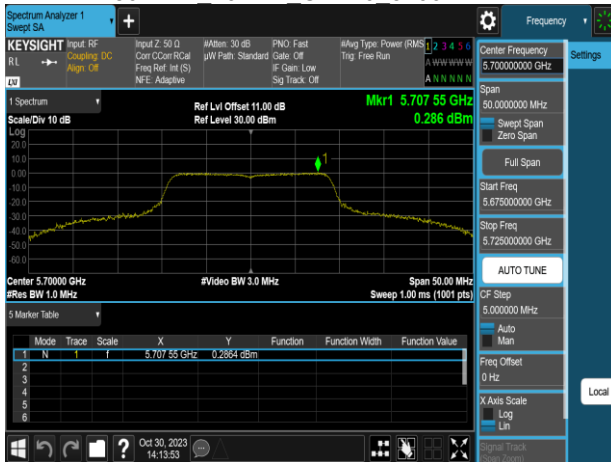 Spectrum Analyzer 1
Swept SA
+
Frequency
KEYSIGHT
RL
LXI
Input: RF
Coupling: DC
Align: Off
Input Z: 50 Ω
Corr CCorr RCal
Freq Ref: Int (S)
NFE: Adaptive
#Atten: 30 dB
µW Path: Standard
PNO: Fast
Gate: Off
IF Gain: Low
Sig Track: Off
#Avg Type: Power (RMS)
Trig: Free Run
1 2 3 4 5 6
A W W W W W
A N N N N N
1 Spectrum
Scale/Div 10 dB
Log
Ref Lvl Offset 11.00 dB
Ref Level 30.00 dBm
Mkr1 5.707 55 GHz
0.286 dBm
20.0
10.0
0.00
-10.0
-20.0
-30.0
-40.0
-50.0
-60.0
1
Center 5.70000 GHz
#Res BW 1.0 MHz
#Video BW 3.0 MHz
Span 50.00 MHz
Sweep 1.00 ms (1001 pts)
5 Marker Table
Mode Trace Scale X Y Function Function Width Function Value
1 N 1 f 5.707 55 GHz 0.2864 dBm
2
3
4
5
6
Oct 30, 2023
14:13:53
Center Frequency
5.700000000 GHz
Span
50.0000000 MHz
Swept Span
Zero Span
Full Span
Start Freq
5.675000000 GHz
Stop Freq
5.725000000 GHz
AUTO TUNE
CF Step
5.000000 MHz
Auto
Man
Freq Offset
0 Hz
X Axis Scale
Log
Lin
Signal Track
(Span Zoom)
Settings
Local